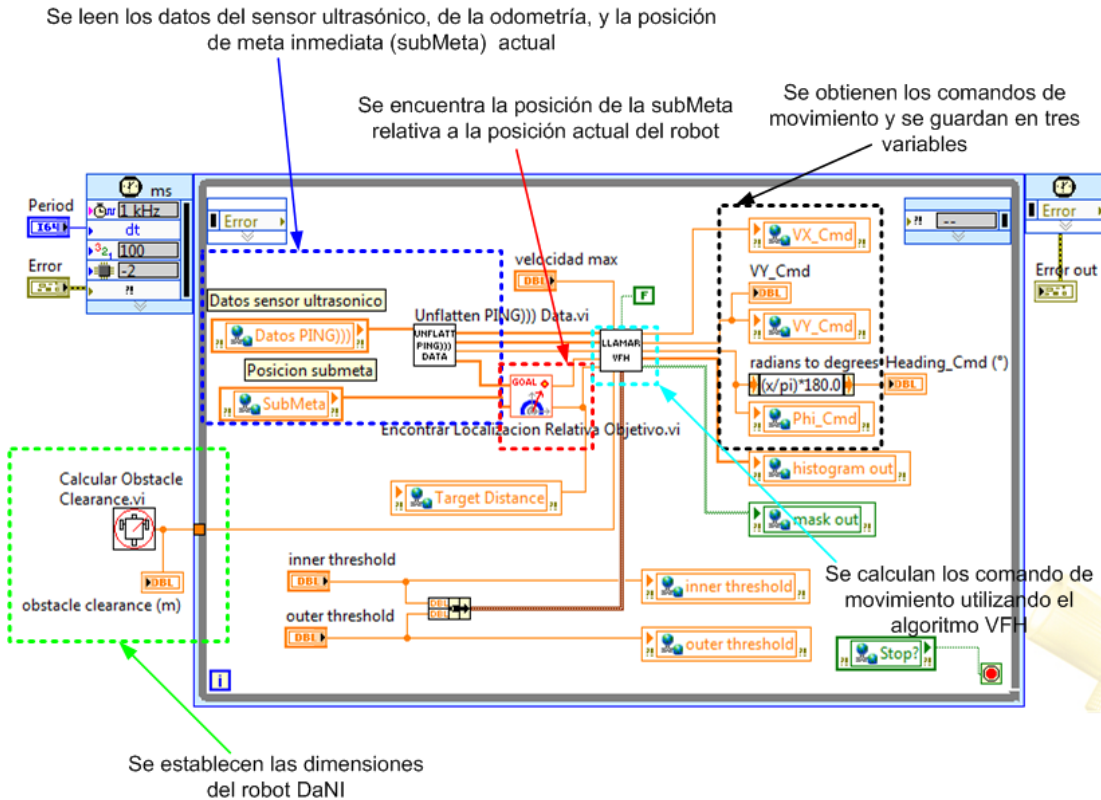 Se leen los datos del sensor ultrasónico, de la odometría, y la posición
de meta inmediata (subMeta) actual
Se encuentra la posición de la subMeta
relativa a la posición actual del robot
Se obtienen los comandos de
movimiento y se guardan en tres
variables
ms
Period
I64
1 kHz
dt
100
-2
?!
Error
Error
--
?!
Error
Error out
velocidad max
DBL
F
VX_Cmd
VY_Cmd
DBL
VY_Cmd
Datos sensor ultrasonico
Datos PING)))
Unflatten PING))) Data.vi
UNFLATT
PING)))
DATA
LLAMAR
VFH
radians to degrees
Heading_Cmd (°)
(x/pi)*180.0
DBL
Posicion submeta
SubMeta
GOAL
Encontrar Localizacion Relativa Objetivo.vi
Phi_Cmd
histogram out
Target Distance
mask out
Calcular Obstacle
Clearance.vi
DBL
obstacle clearance (m)
inner threshold
DBL
inner threshold
outer threshold
DBL
DBL
DBL
outer threshold
Se calculan los comando de
movimiento utilizando el
algoritmo VFH
Stop?
i
Se establecen las dimensiones
del robot DaNI